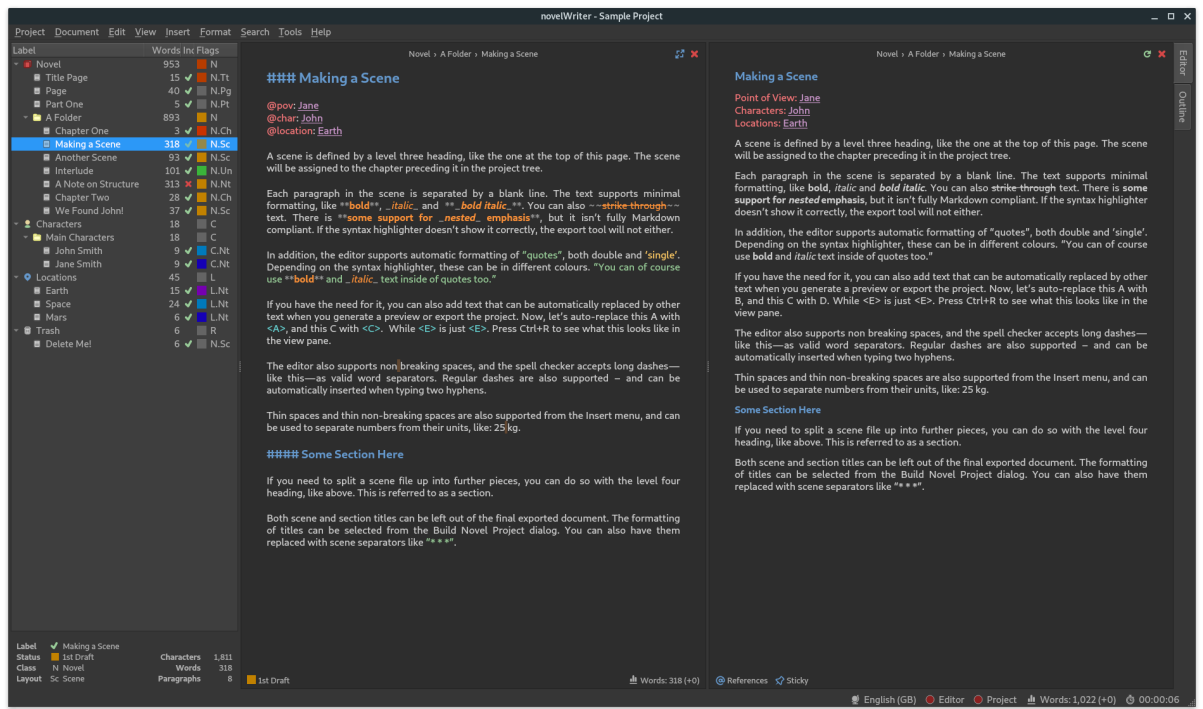 novelWriter - Sample Project
Project Document Edit View Insert Format Search Tools Help
Label Words Inc Flags
Novel 953 N
Title Page 15 N.Tt
Page 40 N.Pg
Part One 5 N.Pt
A Folder 893 N
Chapter One 3 N.Ch
Making a Scene 318 N.Sc
Another Scene 93 N.Sc
Interlude 101 N.Un
A Note on Structure 313 N.Nt
Chapter Two 28 N.Ch
We Found John! 37 N.Sc
Characters 18 C
Main Characters 18 C
John Smith 9 C.Nt
Jane Smith 9 C.Nt
Locations 45 L
Earth 15 L.Nt
Space 24 L.Nt
Mars 6 L.Nt
Trash 6 R
Delete Me! 6 N.Sc
Label Making a Scene
Status 1st Draft Characters 1,811
Class N Novel Words 318
Layout Sc Scene Paragraphs 8
Novel › A Folder › Making a Scene
### Making a Scene
@pov: Jane
@char: John
@location: Earth
A scene is defined by a level three heading, like the one at the top of this page. The scene
will be assigned to the chapter preceding it in the project tree.
Each paragraph in the scene is separated by a blank line. The text supports minimal
formatting, like **bold**, _italic_ and **_bold italic_**. You can also ~~strike through~~
text. There is **some support for _nested_ emphasis**, but it isn’t fully Markdown
compliant. If the syntax highlighter doesn’t show it correctly, the export tool will not either.
In addition, the editor supports automatic formatting of “quotes”, both double and ‘single’.
Depending on the syntax highlighter, these can be in different colours. “You can of course
use **bold** and _italic_ text inside of quotes too.”
If you have the need for it, you can also add text that can be automatically replaced by other
text when you generate a preview or export the project. Now, let’s auto-replace this A with
<A>, and this C with <C>. While <E> is just <E>. Press Ctrl+R to see what this looks like in
the view pane.
The editor also supports non breaking spaces, and the spell checker accepts long dashes—
like this—as valid word separators. Regular dashes are also supported – and can be
automatically inserted when typing two hyphens.
Thin spaces and thin non-breaking spaces are also supported from the Insert menu, and can
be used to separate numbers from their units, like: 25 kg.
#### Some Section Here
If you need to split a scene file up into further pieces, you can do so with the level four
heading, like above. This is referred to as a section.
Both scene and section titles can be left out of the final exported document. The formatting
of titles can be selected from the Build Novel Project dialog. You can also have them
replaced with scene separators like “* * *”.
1st Draft Words: 318 (+0)
Novel › A Folder › Making a Scene
Making a Scene
Point of View: Jane
Characters: John
Locations: Earth
A scene is defined by a level three heading, like the one at the top of this page. The scene
will be assigned to the chapter preceding it in the project tree.
Each paragraph in the scene is separated by a blank line. The text supports minimal
formatting, like bold, italic and bold italic. You can also strike through text. There is some
support for nested emphasis, but it isn’t fully Markdown compliant. If the syntax highlighter
doesn’t show it correctly, the export tool will not either.
In addition, the editor supports automatic formatting of “quotes”, both double and ‘single’.
Depending on the syntax highlighter, these can be in different colours. “You can of course
use bold and italic text inside of quotes too.”
If you have the need for it, you can also add text that can be automatically replaced by other
text when you generate a preview or export the project. Now, let’s auto-replace this A with
B, and this C with D. While <E> is just <E>. Press Ctrl+R to see what this looks like in the
view pane.
The editor also supports non breaking spaces, and the spell checker accepts long dashes—
like this—as valid word separators. Regular dashes are also supported – and can be
automatically inserted when typing two hyphens.
Thin spaces and thin non-breaking spaces are also supported from the Insert menu, and can
be used to separate numbers from their units, like: 25 kg.
Some Section Here
If you need to split a scene file up into further pieces, you can do so with the level four
heading, like above. This is referred to as a section.
Both scene and section titles can be left out of the final exported document. The formatting
of titles can be selected from the Build Novel Project dialog. You can also have them
replaced with scene separators like “* * *”.
References Sticky
Editor
Outline
English (GB) Editor Project Words: 1,022 (+0) 00:00:06